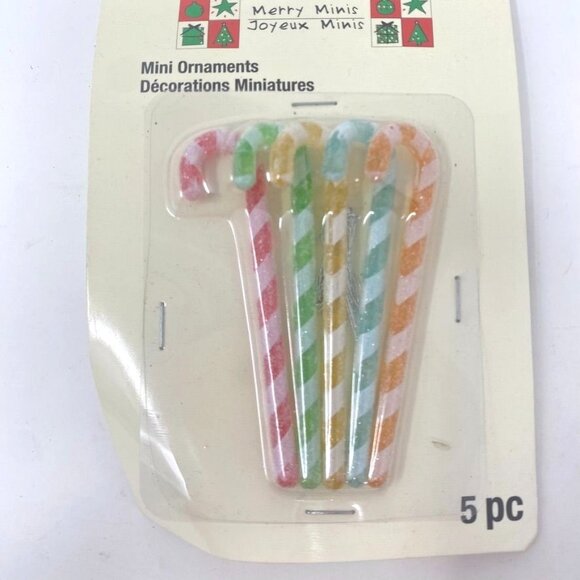 Merry Minis
Joyeux Minis
Mini Ornaments
Décorations Miniatures
5 pc